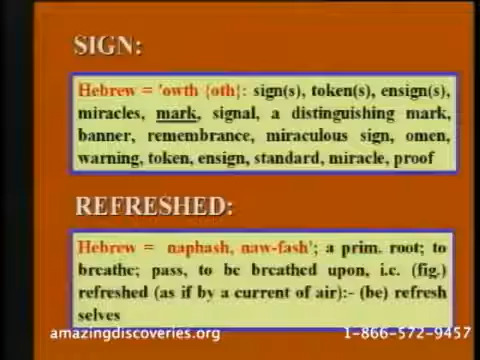 SIGN:
Hebrew = 'owth {oth}: sign(s), token(s), ensign(s),
miracles, mark, signal, a distinguishing mark,
banner, remembrance, miraculous sign, omen,
warning, token, ensign, standard, miracle, proof
REFRESHED:
Hebrew = naphash, naw-fash'; a prim. root; to
breathe; pass, to be breathed upon, i.e. (fig.)
refreshed (as if by a current of air):- (be) refresh
selves
amazingdiscoveries.org 1-866-572-9457